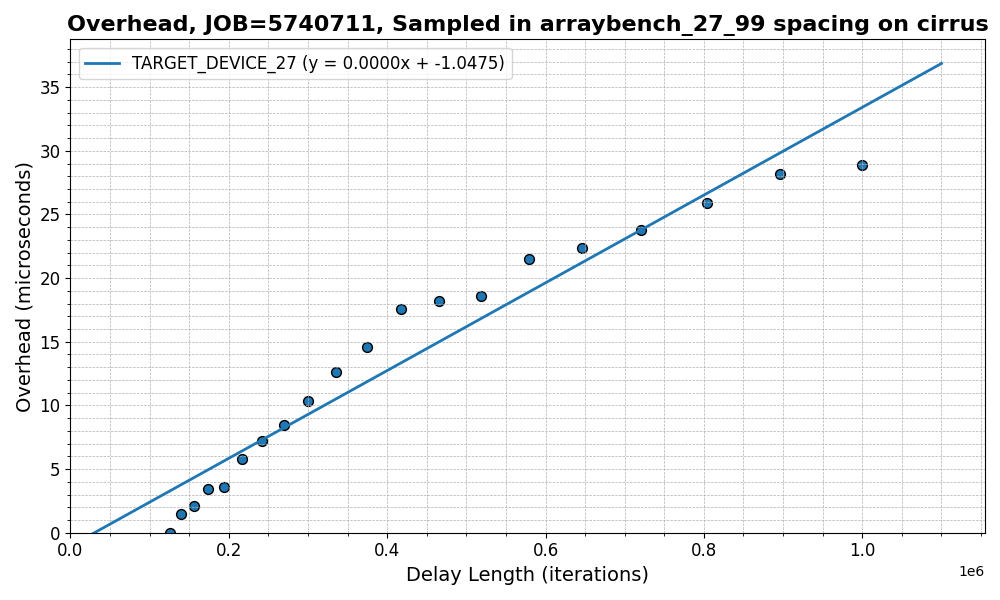 Overhead, JOB=5740711, Sampled in arraybench_27_99 spacing on cirrus
TARGET_DEVICE_27 (y = 0.0000x + -1.0475)
Overhead (microseconds)
35
30
25
20
15
10
5
0
0.0 0.2 0.4 0.6 0.8 1.0
1e6
Delay Length (iterations)